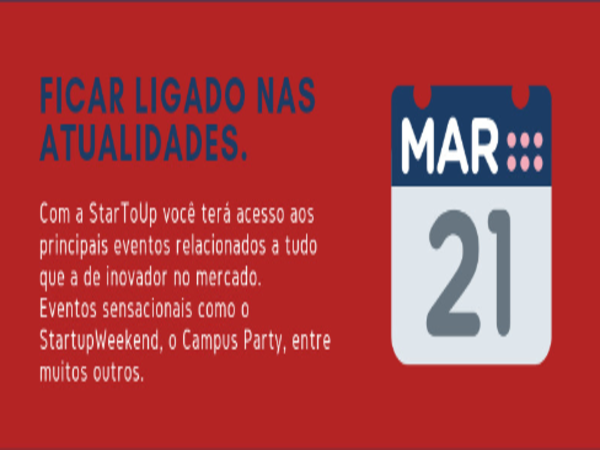 FICAR LIGADO NAS
ATUALIDADES.
Com a StarToUp você terá acesso aos
principais eventos relacionados a tudo
que a de inovador no mercado.
Eventos sensacionais como o
StartupWeekend, o Campus Party, entre
muitos outros.
MAR
21